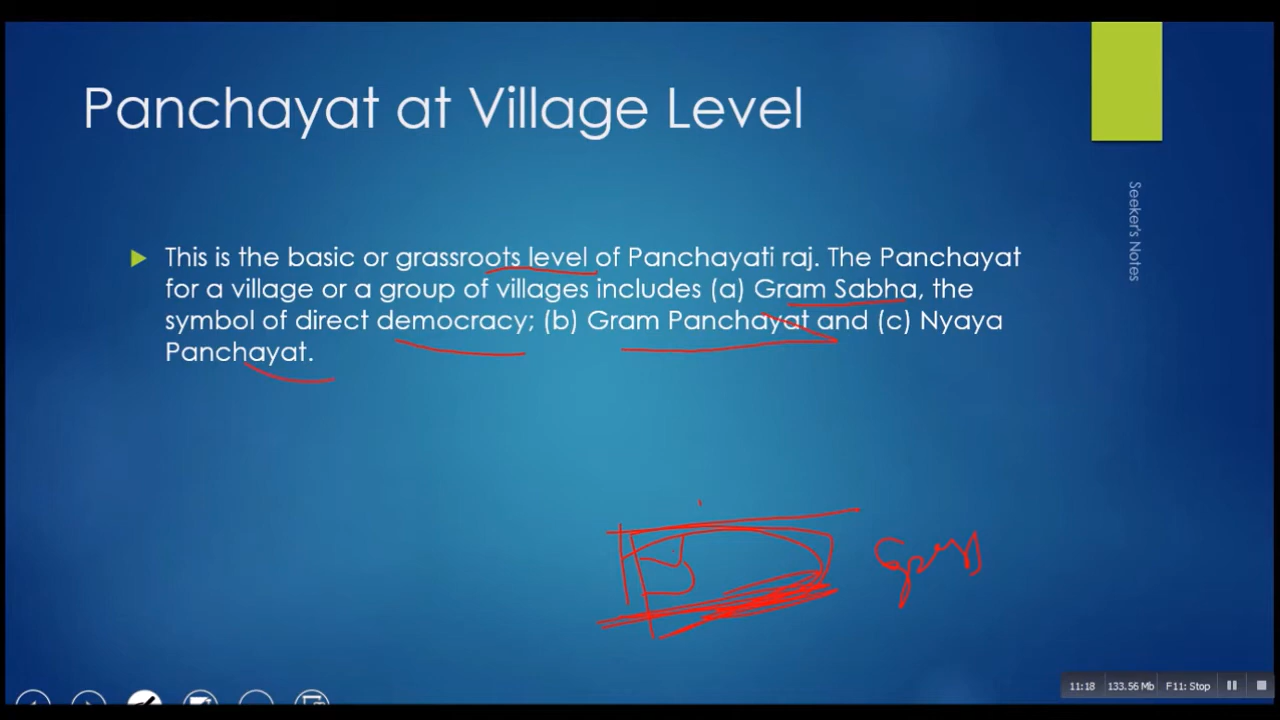 Panchayat at Village Level
This is the basic or grassroots level of Panchayati raj. The Panchayat
for a village or a group of villages includes (a) Gram Sabha, the
symbol of direct democracy; (b) Gram Panchayat and (c) Nyaya
Panchayat.
Seeker's Notes
11:18 133.56 Mb F11: Stop